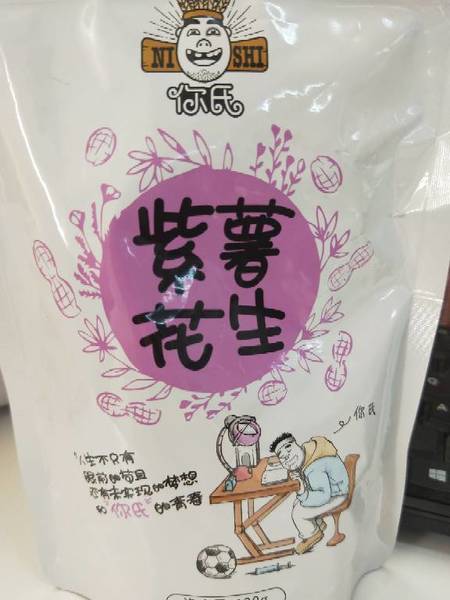 NI SHI
你氏
紫薯
花生
你氏
人生不只有
眼前的苟且
还有未实现的梦想
和"你氏"的青春